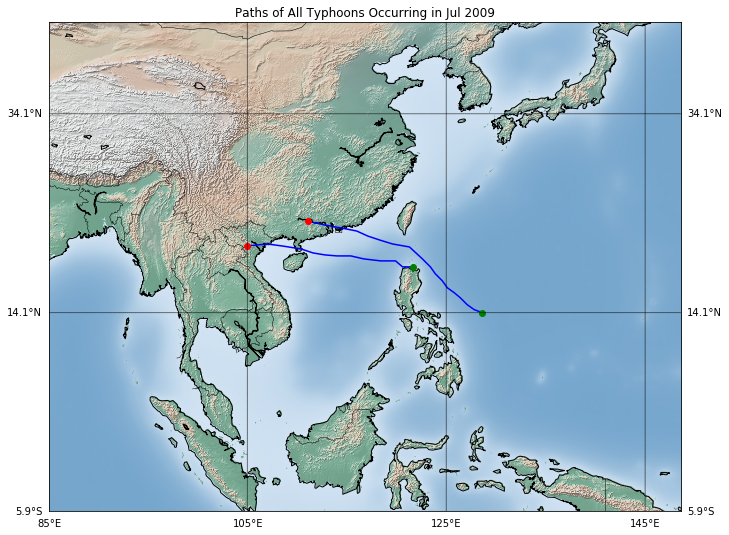 Paths of All Typhoons Occurring in Jul 2009
34.1°N 34.1°N
14.1°N 14.1°N
5.9°S 5.9°S
85°E 105°E 125°E 145°E